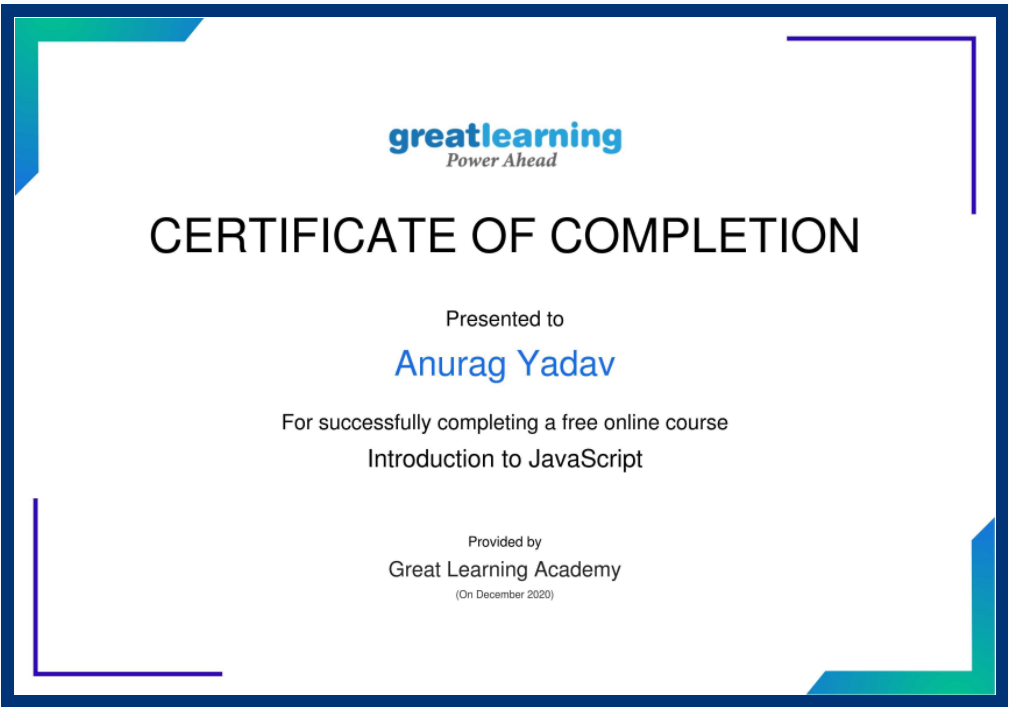 greatlearning
Power Ahead
CERTIFICATE OF COMPLETION
Presented to
Anurag Yadav
For successfully completing a free online course
Introduction to JavaScript
Provided by
Great Learning Academy
(On December 2020)